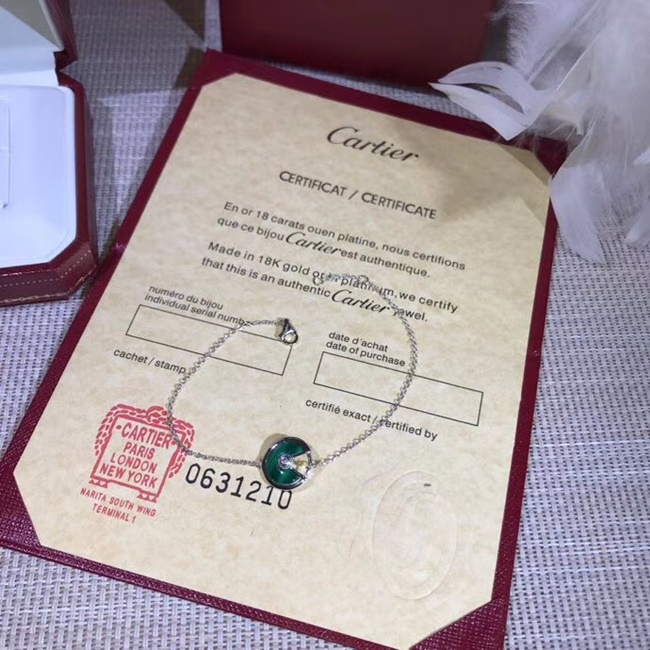 Cartier
CERTIFICAT / CERTIFICATE
En or 18 carats ouen platine, nous certifions
que ce bijou Cartier est authentique.
Made in 18K gold or in platinum, we certify
that this is an authentic Cartier jewel.
numéro du bijou
individual serial number
date d'achat
date of purchase
cachet / stamp
certifié exact / certified by
CARTIER
PARIS
LONDON
NEW YORK
NARITA SOUTH WING
TERMINAL 1
0631210